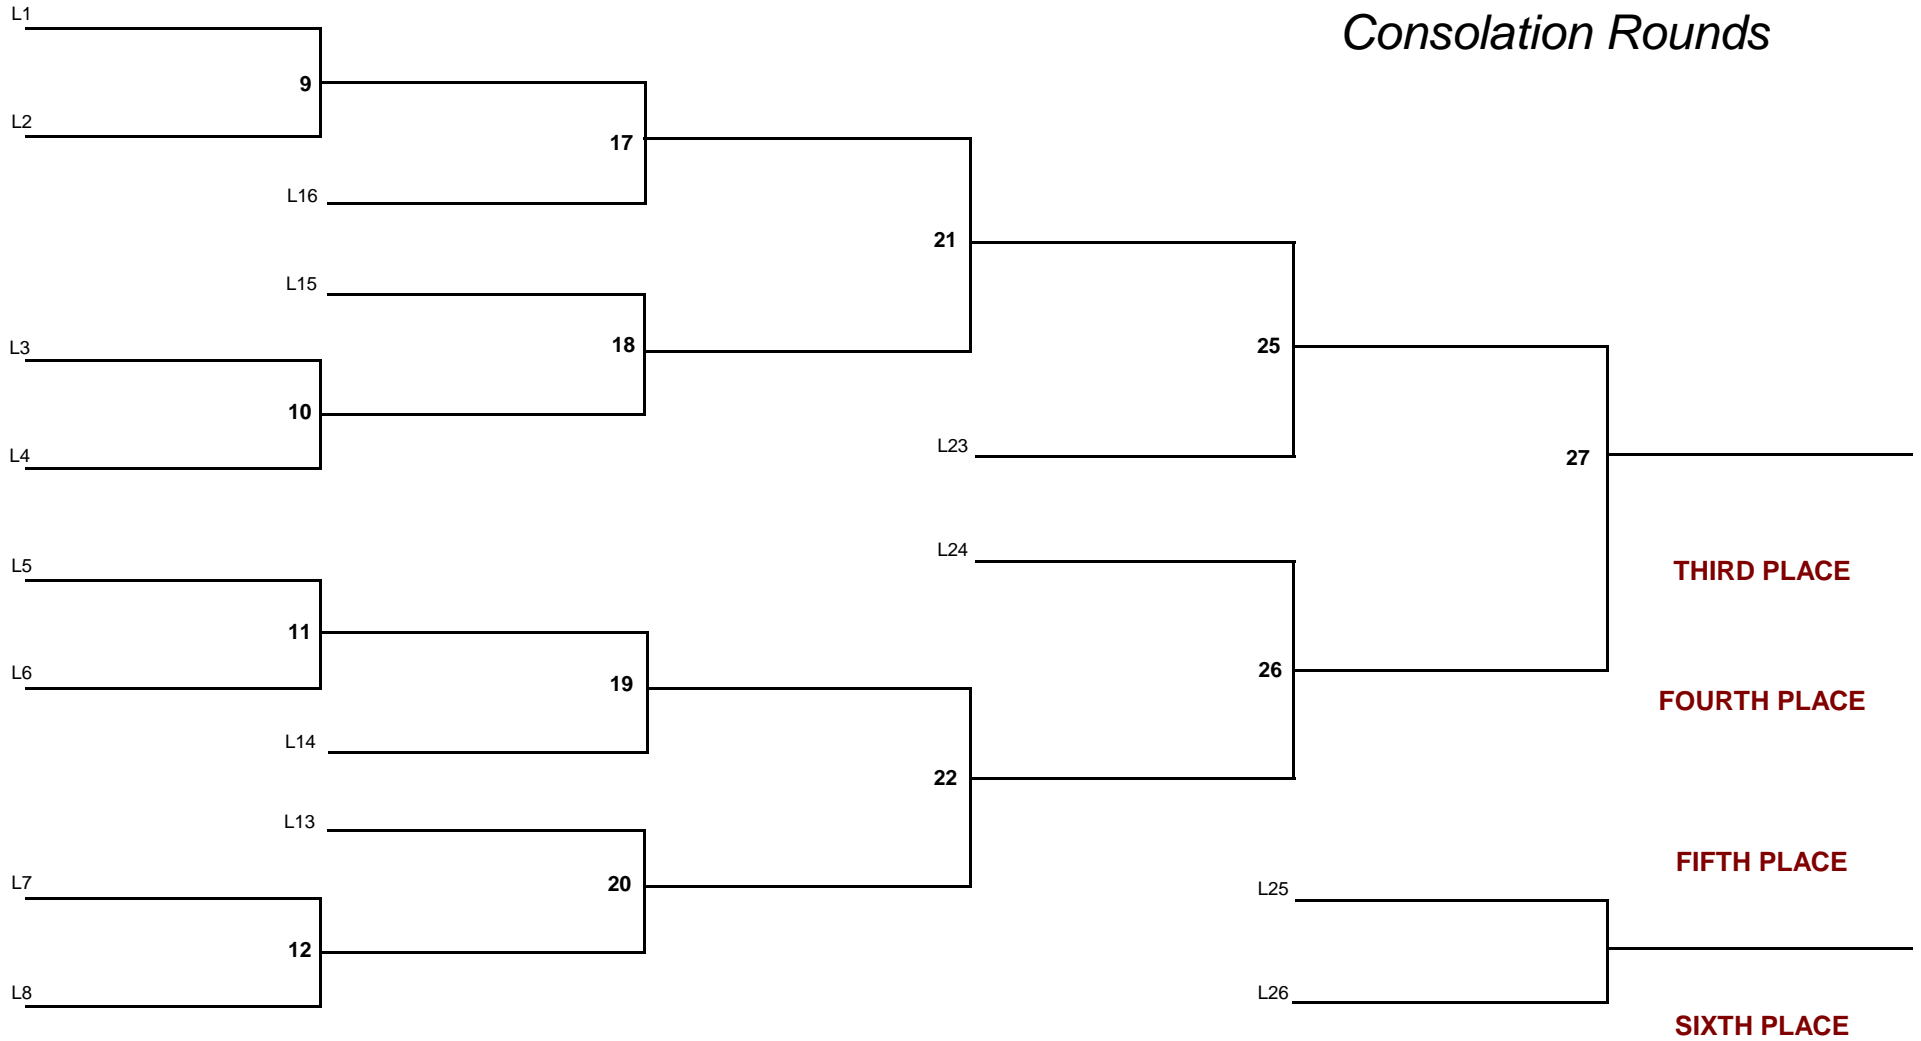 L1
Consolation Rounds
9
L2
17
L16
21
L15
L3
18
25
10
L4
L23
27
L24
L5
THIRD PLACE
11
L6
19
26
FOURTH PLACE
L14
22
L13
FIFTH PLACE
L7
20
L25
12
L8
L26
SIXTH PLACE